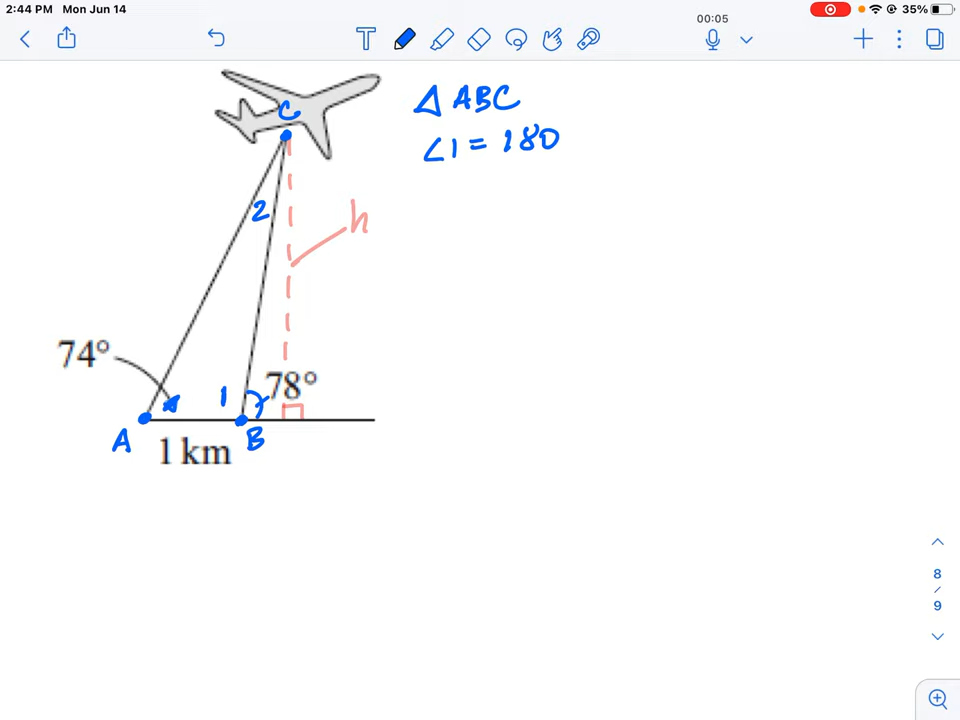 2:44 PM Mon Jun 14
35%
00:05
T
C
△ ABC
∠1 = 180
2
h
74°
1
78°
A
B
1 km
8
/
9